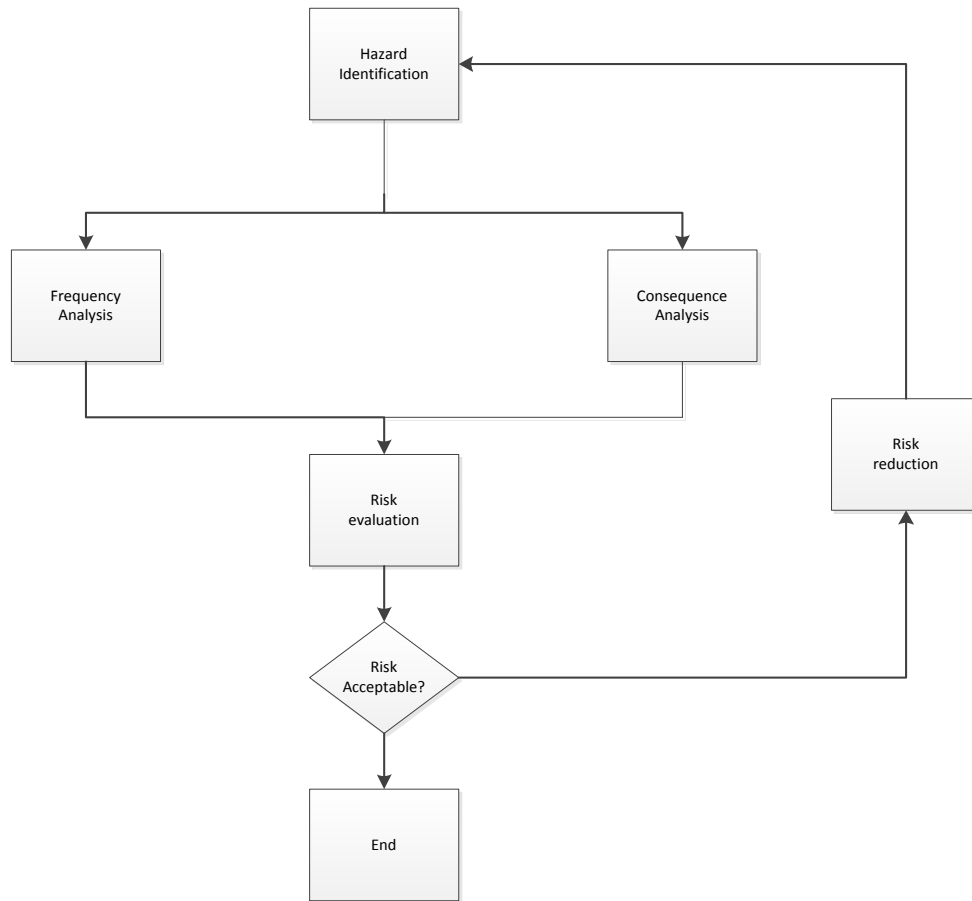 Hazard
Identification
Frequency
Analysis
Consequence
Analysis
Risk
reduction
Risk
evaluation
Risk
Acceptable?
End